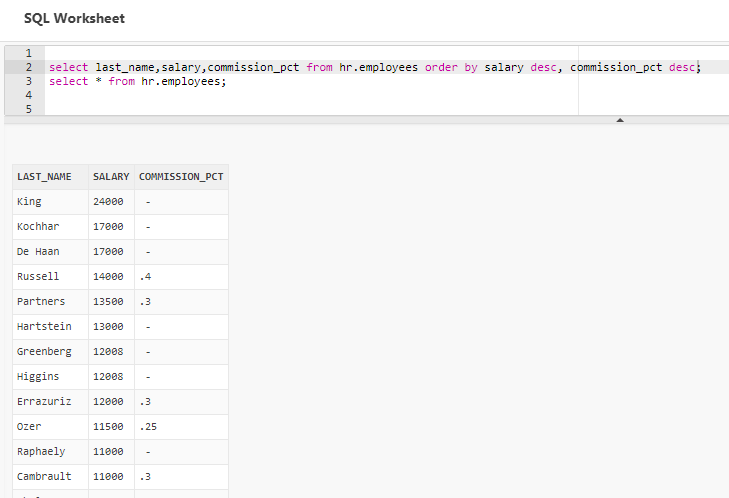 SQL Worksheet
1
2 select last_name,salary,commission_pct from hr.employees order by salary desc, commission_pct desc;
3 select * from hr.employees;
4
5
LAST_NAME SALARY COMMISSION_PCT
King 24000 -
Kochhar 17000 -
De Haan 17000 -
Russell 14000 .4
Partners 13500 .3
Hartstein 13000 -
Greenberg 12008 -
Higgins 12008 -
Errazuriz 12000 .3
Ozer 11500 .25
Raphaely 11000 -
Cambrault 11000 .3